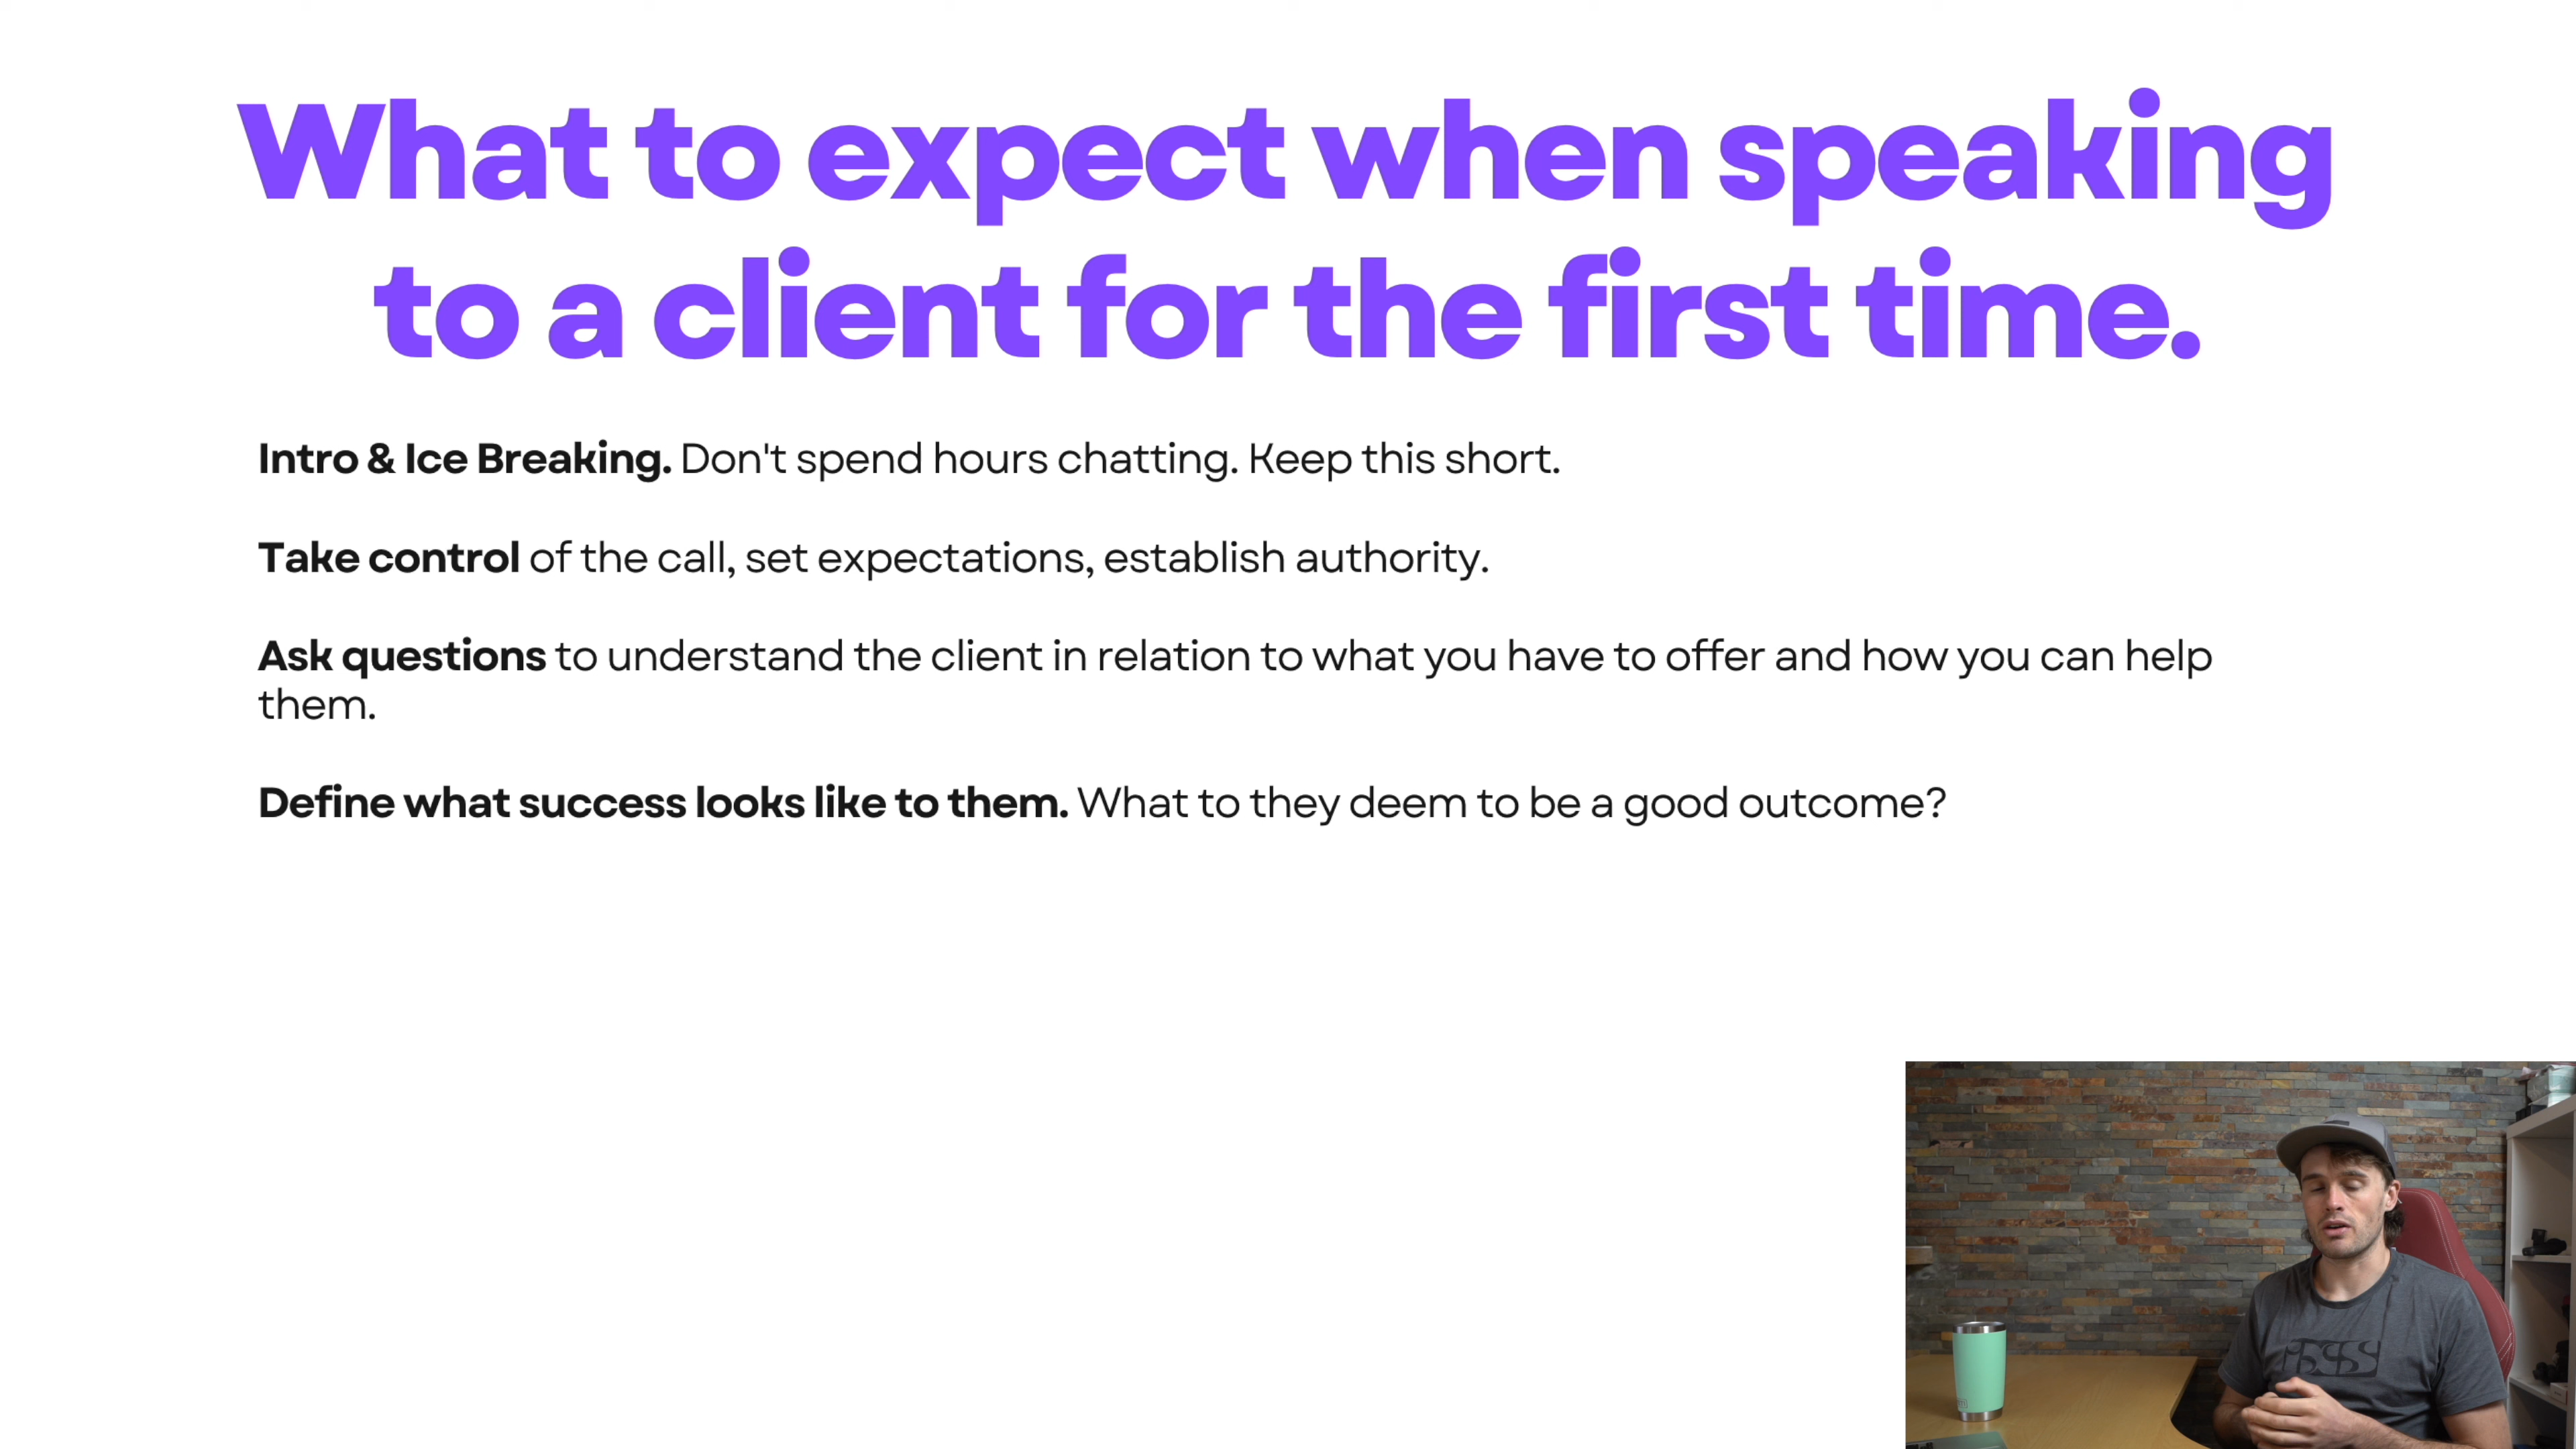 What to expect when speaking
to a client for the first time.
Intro & Ice Breaking. Don't spend hours chatting. Keep this short.
Take control of the call, set expectations, establish authority.
Ask questions to understand the client in relation to what you have to offer and how you can help
them.
Define what success looks like to them. What to they deem to be a good outcome?